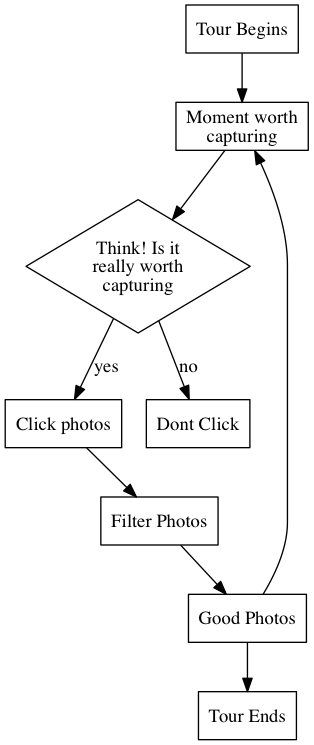 Tour Begins
Moment worth
capturing
Think! Is it
really worth
capturing
yes
no
Click photos
Dont Click
Filter Photos
Good Photos
Tour Ends